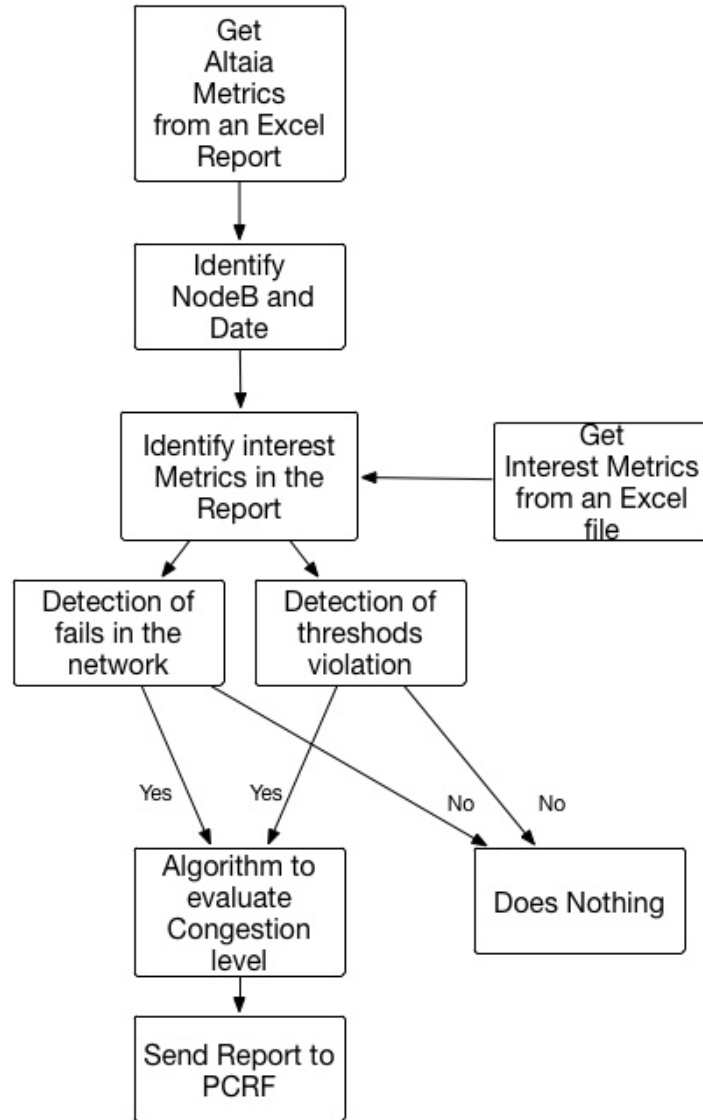 Get
Altaia
Metrics
from an Excel
Report
Identify
NodeB and
Date
Identify interest
Metrics in the
Report
Get
Interest Metrics
from an Excel
file
Detection of
fails in the
network
Detection of
threshods
violation
Yes
Yes
No
No
Algorithm to
evaluate
Congestion
level
Does Nothing
Send Report to
PCRF